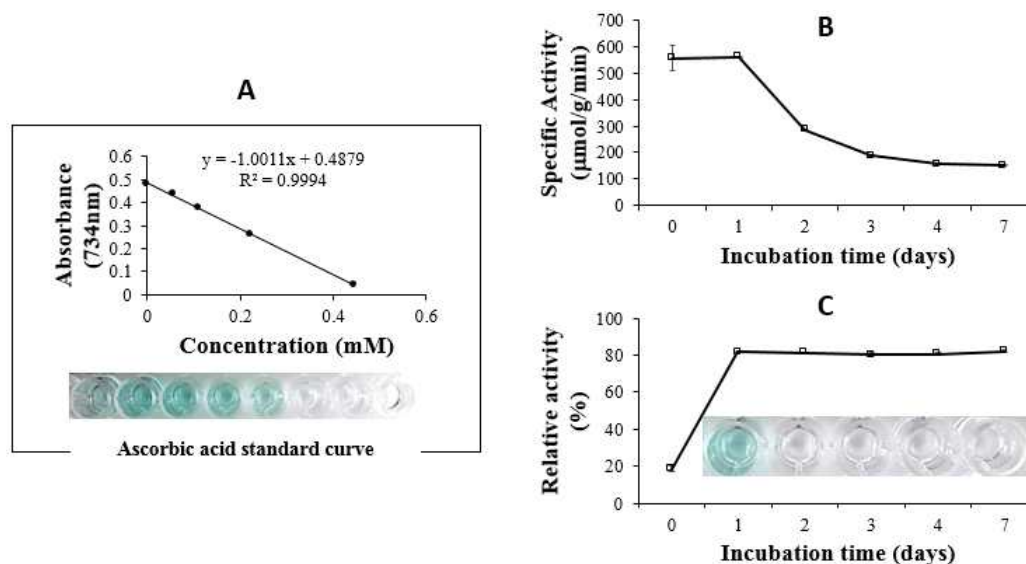 A
y = -1.0011x + 0.4879
R² = 0.9994
Absorbance
(734nm)
0.6
0.5
0.4
0.3
0.2
0.1
0
0 0.2 0.4 0.6
Concentration (mM)
Ascorbic acid standard curve
B
Specific Activity
(µmol/g/min)
700
600
500
400
300
200
100
0
0 1 2 3 4 7
Incubation time (days)
C
Relative activity
(%)
100
80
60
40
20
0
0 1 2 3 4 7
Incubation time (days)